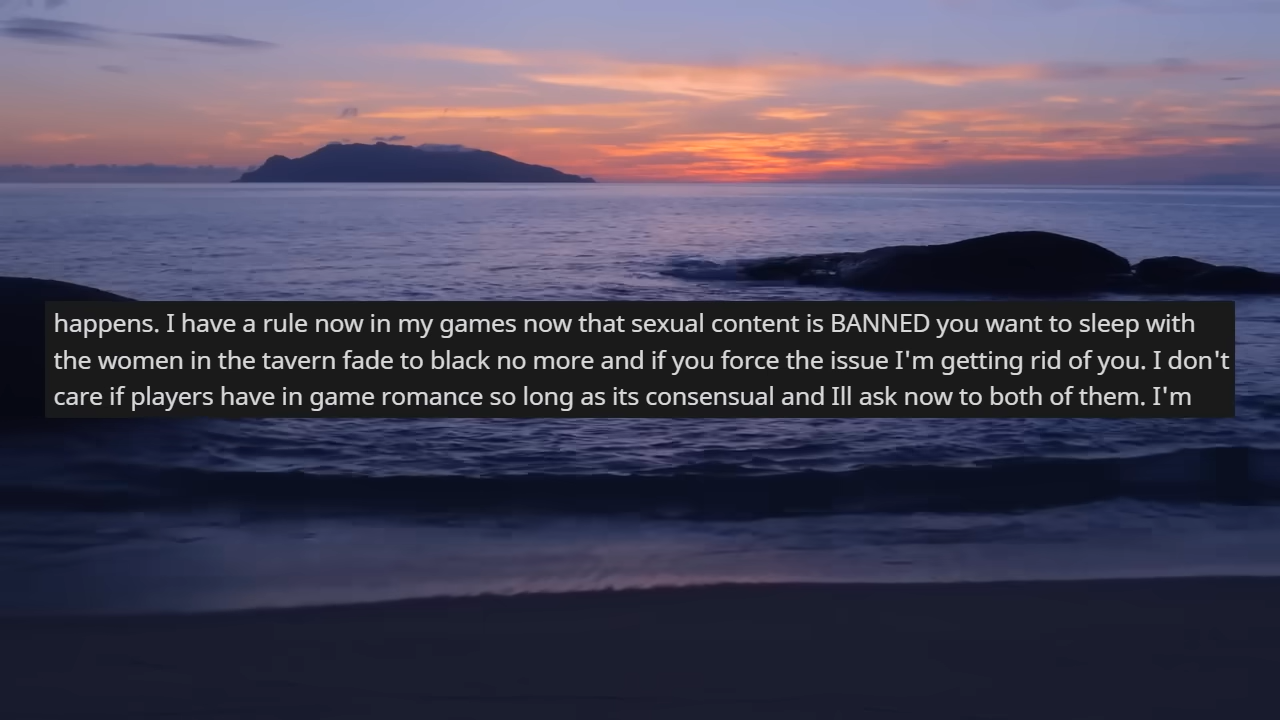 happens. I have a rule now in my games now that sexual content is BANNED you want to sleep with
the women in the tavern fade to black no more and if you force the issue I'm getting rid of you. I don't
care if players have in game romance so long as its consensual and Ill ask now to both of them. I'm